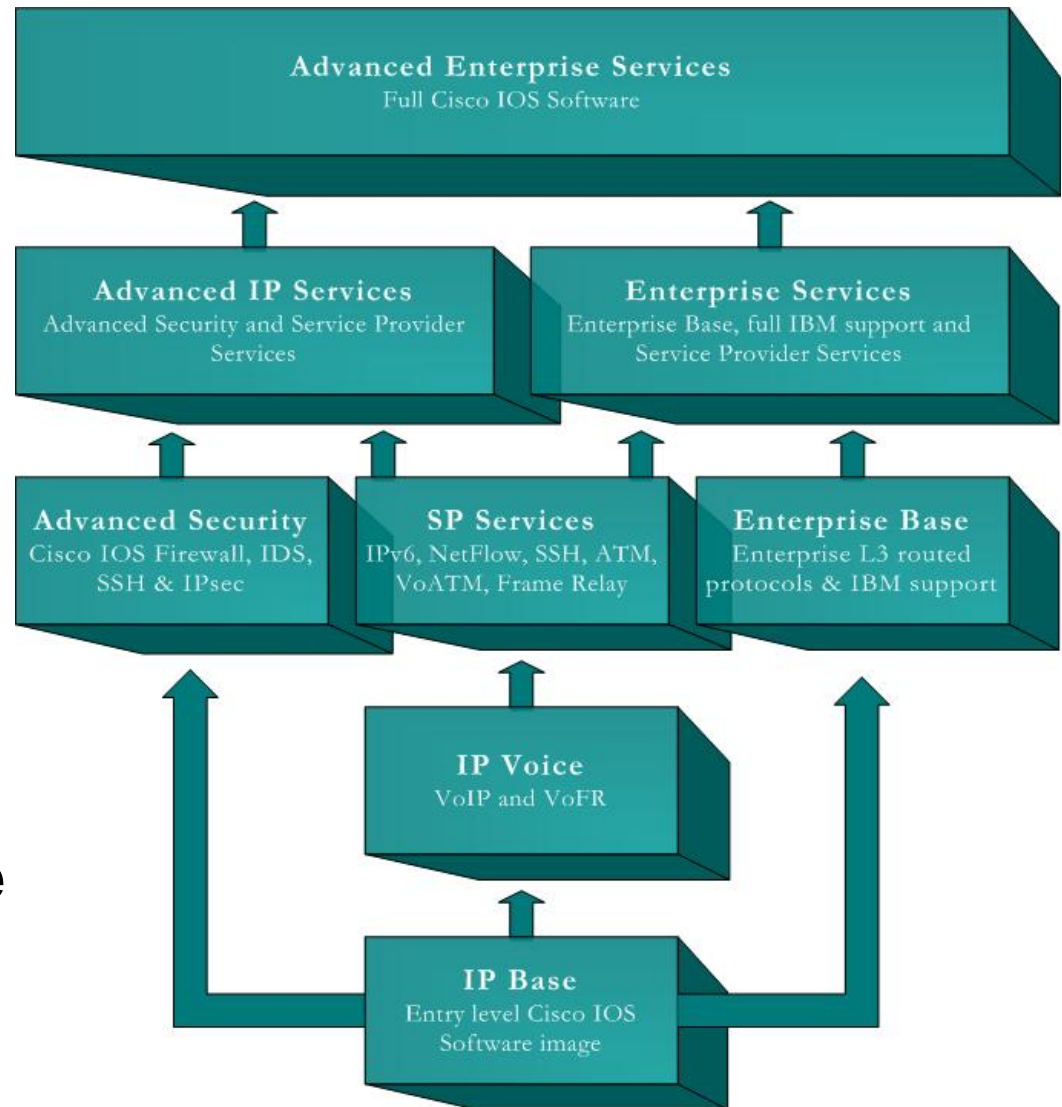 Advanced Enterprise Services
Full Cisco IOS Software
Advanced IP Services
Advanced Security and Service Provider
Services
Enterprise Services
Enterprise Base, full IBM support and
Service Provider Services
Advanced Security
Cisco IOS Firewall, IDS,
SSH & IPsec
SP Services
IPv6, NetFlow, SSH, ATM,
VoATM, Frame Relay
Enterprise Base
Enterprise L3 routed
protocols & IBM support
IP Voice
VoIP and VoFR
e
IP Base
Entry level Cisco IOS
Software image